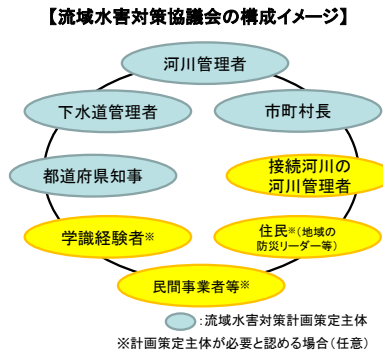 【流域水害対策協議会の構成イメージ】
河川管理者
下水道管理者
市町村長
都道府県知事
接続河川の
河川管理者
学識経験者※
住民※(地域の
防災リーダー等)
民間事業者等※
:流域水害対策計画策定主体
※計画策定主体が必要と認める場合(任意)